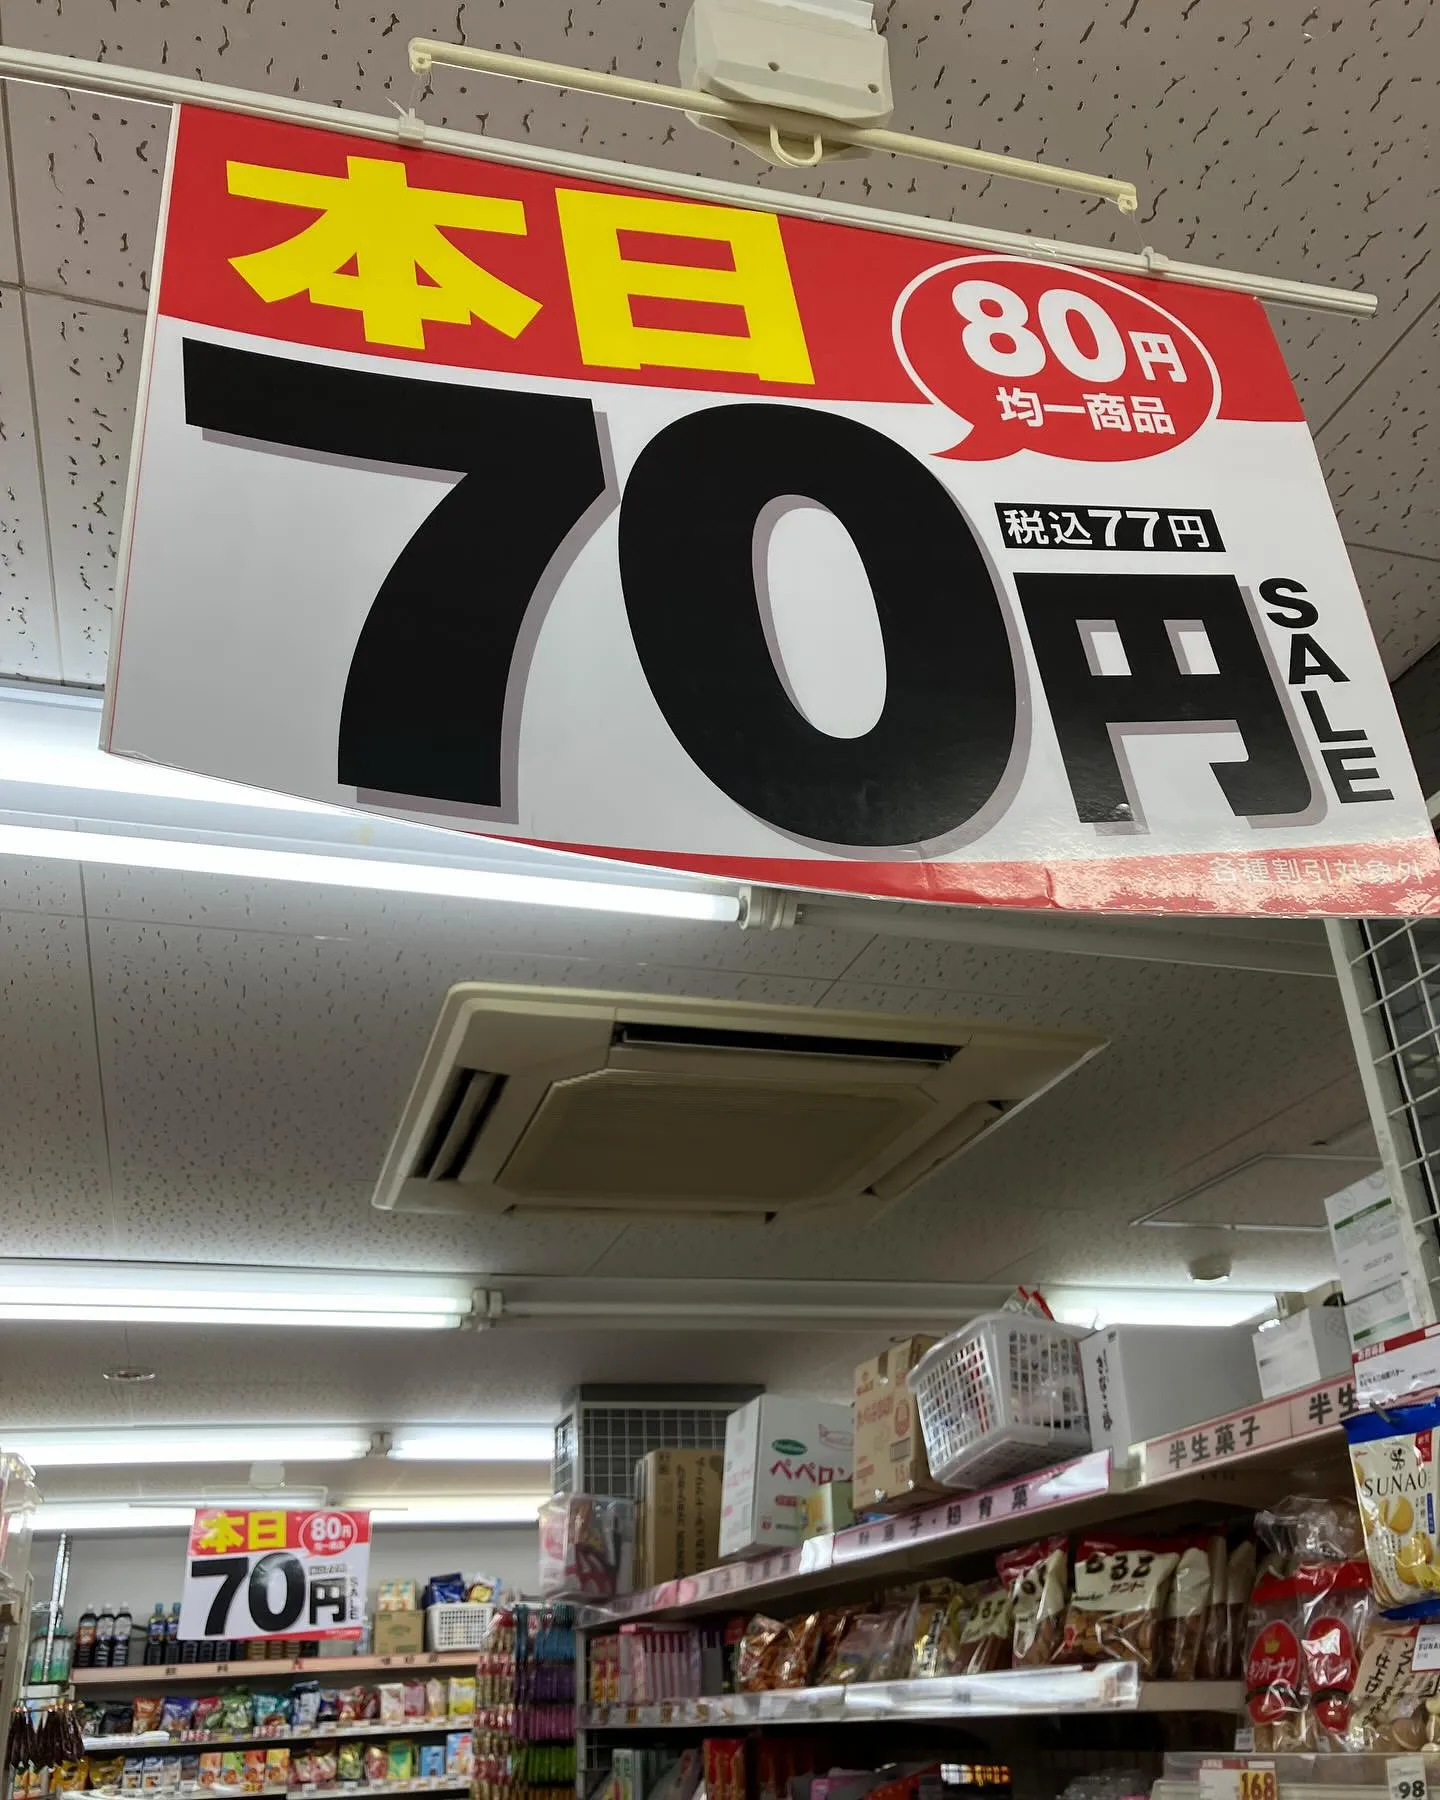 本日
80円
均一商品
70円
税込77円
SALE
各種割引対象外
本日
80円
70円
ペペロン
半生菓子
半生
SUNAO
168
98